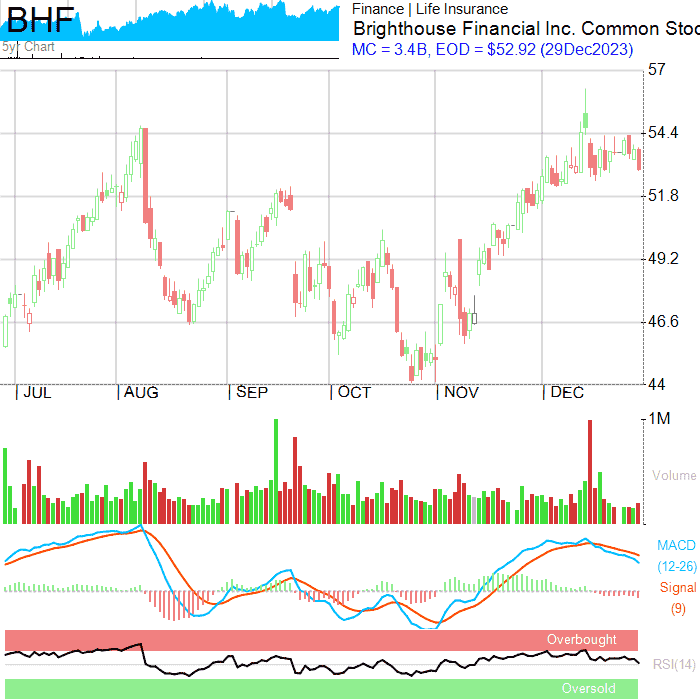 BHF
5yr Chart
Finance | Life Insurance
Brighthouse Financial Inc. Common Stoc
MC = 3.4B, EOD = $52.92 (29Dec2023)
57
54.4
51.8
49.2
46.6
44
| JUL | AUG | SEP | OCT | NOV | DEC
1M
Volume
MACD
(12-26)
Signal
(9)
Overbought
RSI(14)
Oversold